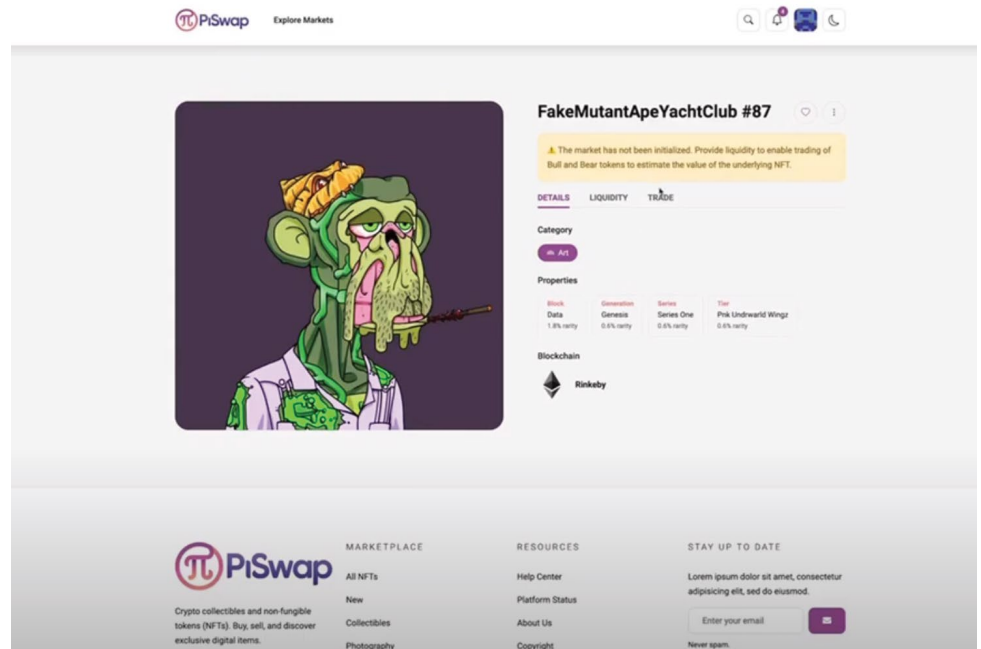 PiSwap
Explore Markets
FakeMutantApeYachtClub #87
The market has not been initialized. Provide liquidity to enable trading of
Bull and Bear tokens to estimate the value of the underlying NFT.
DETAILS LIQUIDITY TRADE
Category
Art
Properties
Block Generation Series Tier
Data Genesis Series One Pnk Undrwarld Wingz
1.8% rarity 0.6% rarity 0.6% rarity 0.6% rarity
Blockchain
Rinkeby
PiSwap
Crypto collectibles and non-fungible
tokens (NFTs). Buy, sell, and discover
exclusive digital items.
MARKETPLACE
All NFTs
New
Collectibles
Photography
RESOURCES
Help Center
Platform Status
About Us
Copyright
STAY UP TO DATE
Lorem ipsum dolor sit amet, consectetur
adipisicing elit, sed do eiusmod.
Enter your email
Never spam.